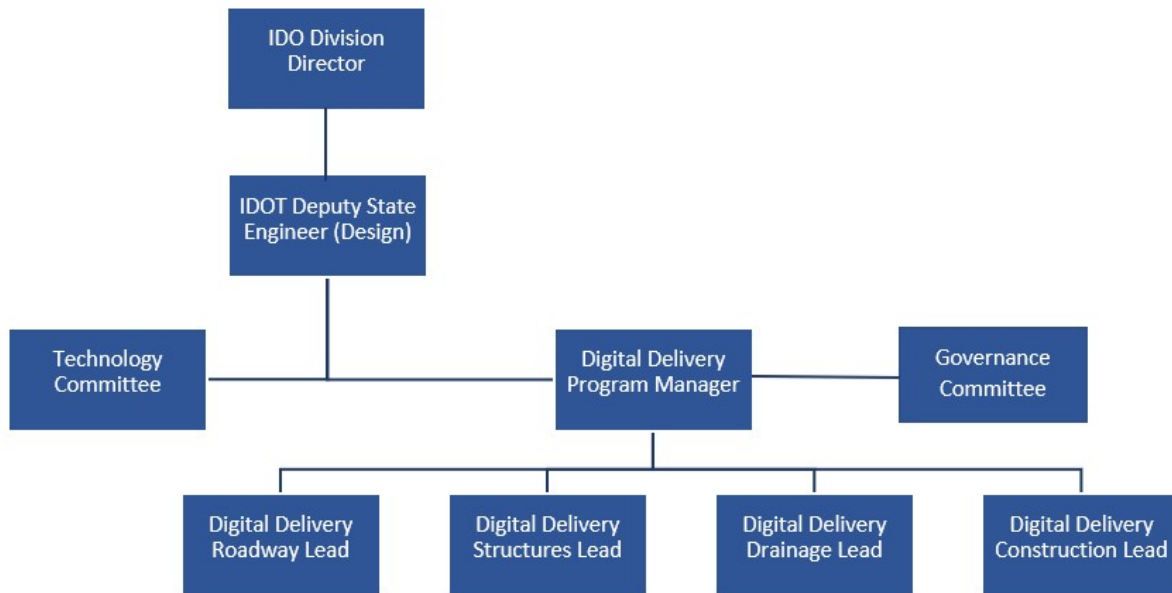 IDO Division
Director
IDOT Deputy State
Engineer (Design)
Technology
Committee
Digital Delivery
Program Manager
Governance
Committee
Digital Delivery
Roadway Lead
Digital Delivery
Structures Lead
Digital Delivery
Drainage Lead
Digital Delivery
Construction Lead